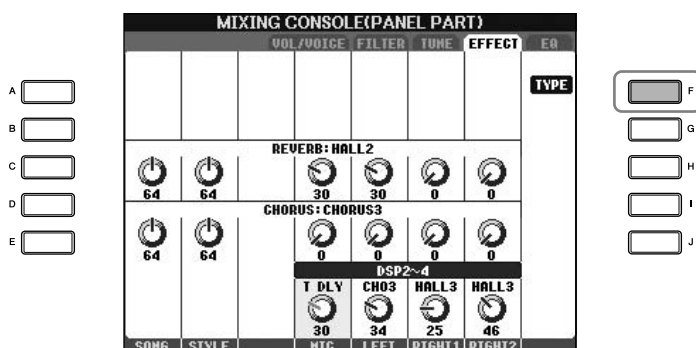 MIXING CONSOLE(PANEL PART)
VOL/VOICE FILTER TUNE EFFECT EQ
A
TYPE
F
B
G
REVERB:HALL2
C
H
64 64 30 30 0 0
D
CHORUS:CHORUS3
I
E
J
64 64 0 0 0 0
DSP2~4
T DLY CHO3 HALL3 HALL3
30 34 25 46
SONG STYLE MIC LEFT RIGHT1 RIGHT2